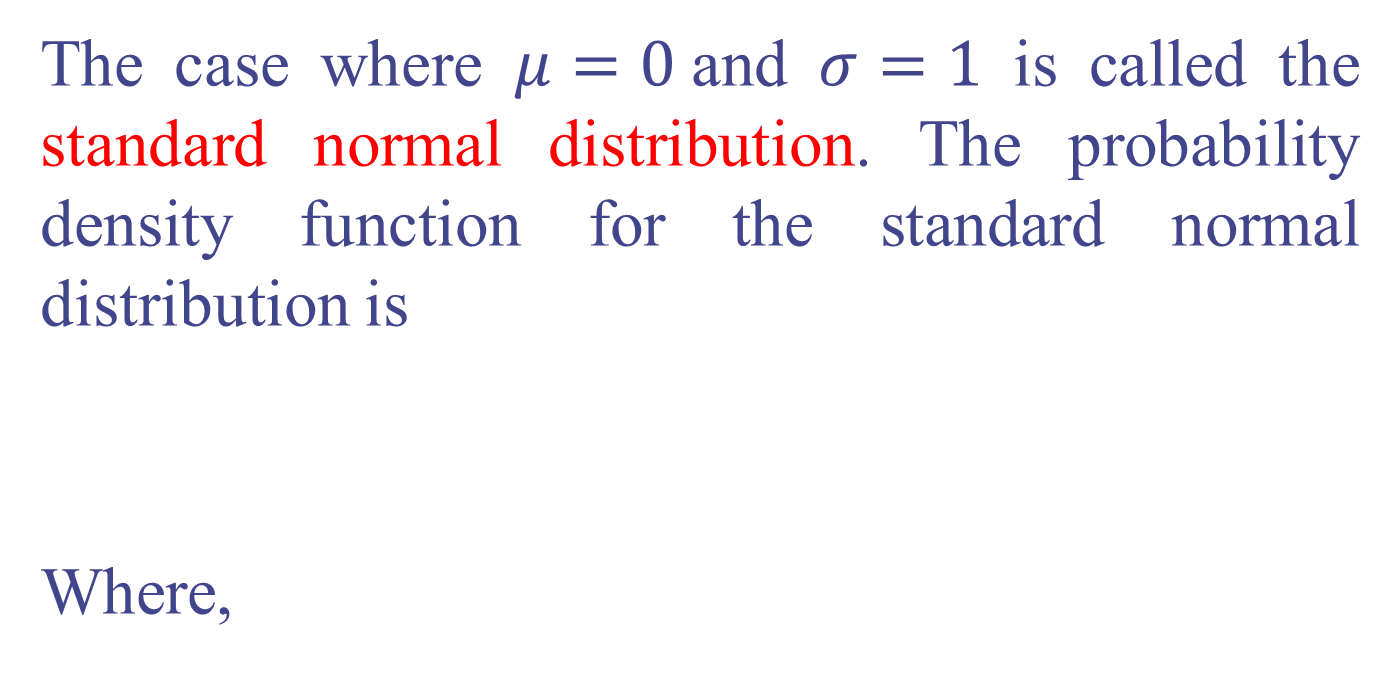 The case where μ = 0 and σ = 1 is called the
standard normal distribution. The probability
density function for the standard normal
distribution is
Where,